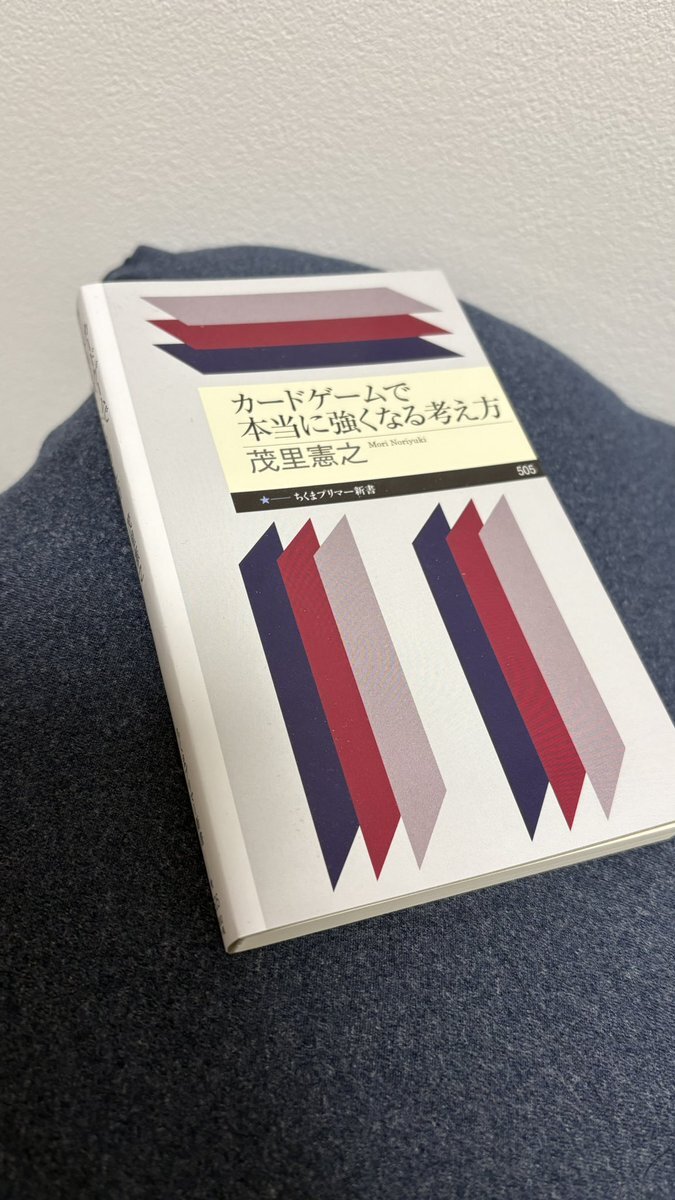 カードゲームで
本当に強くなる考え方
茂里憲之 Mori Noriyuki
★──ちくまプリマー新書
505